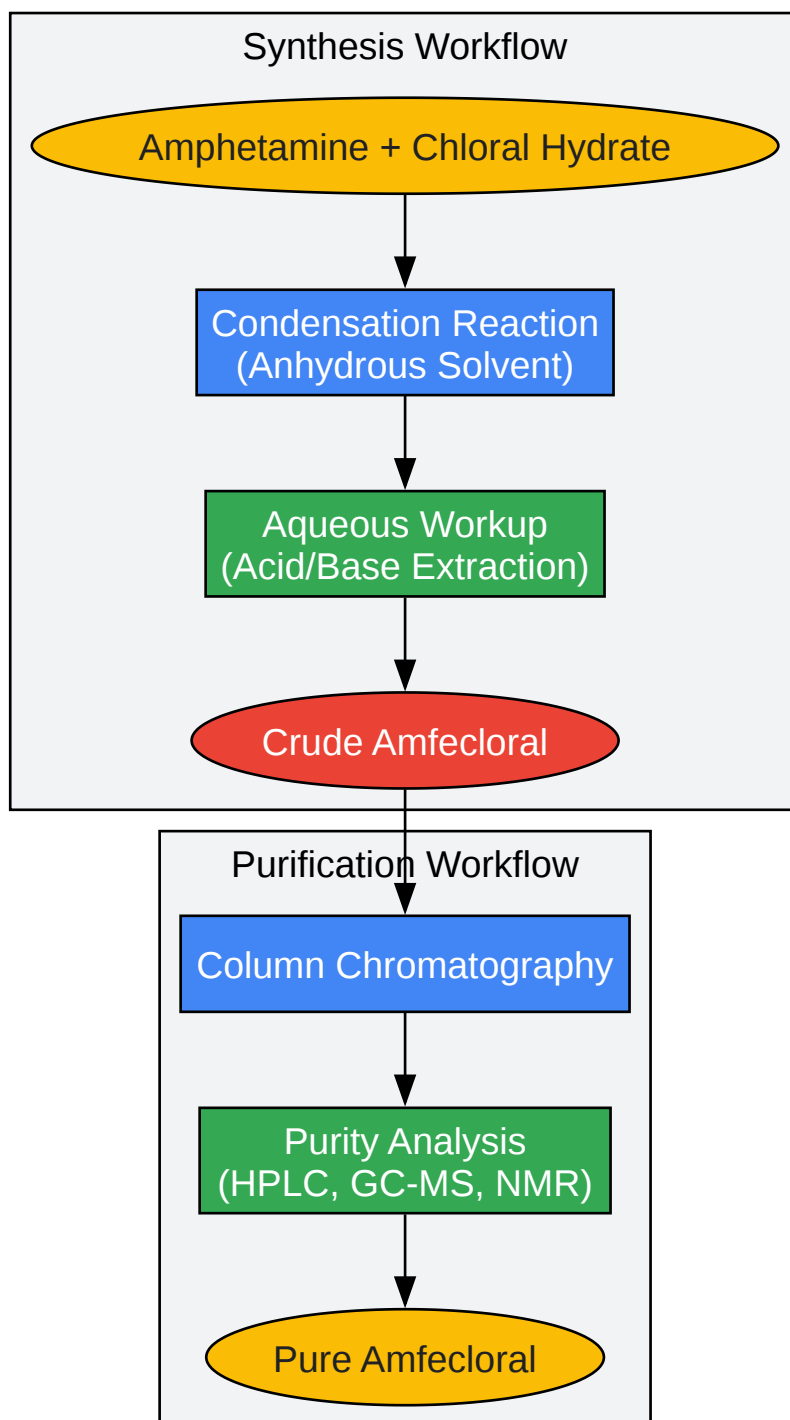 Synthesis Workflow
Amphetamine + Chloral Hydrate
Condensation Reaction
(Anhydrous Solvent)
Aqueous Workup
(Acid/Base Extraction)
Crude Amfecloral
Purification Workflow
Column Chromatography
Purity Analysis
(HPLC, GC-MS, NMR)
Pure Amfecloral